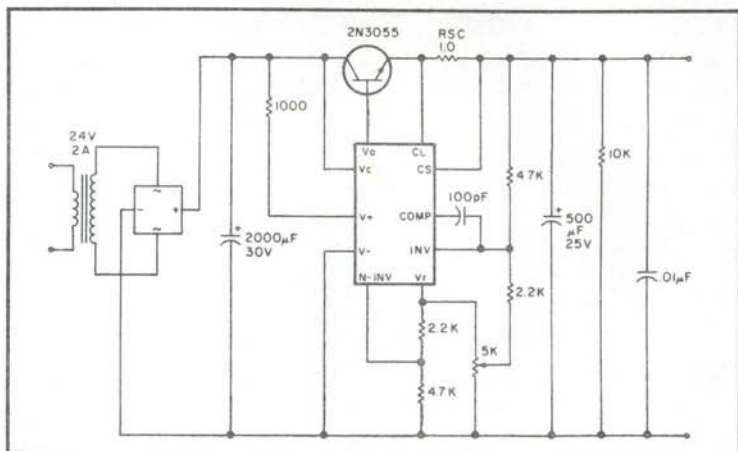 2N3055
RSC
1.0
1000
24V
2A
Vo
CL
Vc
CS
4.7K
100pF
~
-
+
~
V+
COMP
+
2000µF
30V
+
500
µF
25V
10K
.01µF
V-
INV
N-INV
Vr
2.2K
2.2K
5K
4.7K